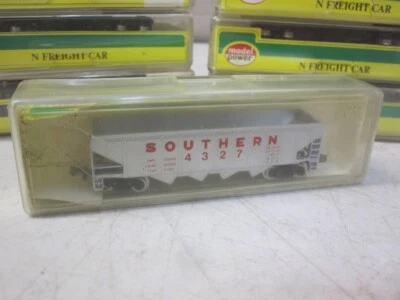 N FREIGHT CAR
model
power
N FREIGHT CAR
SOUTHERN
4327